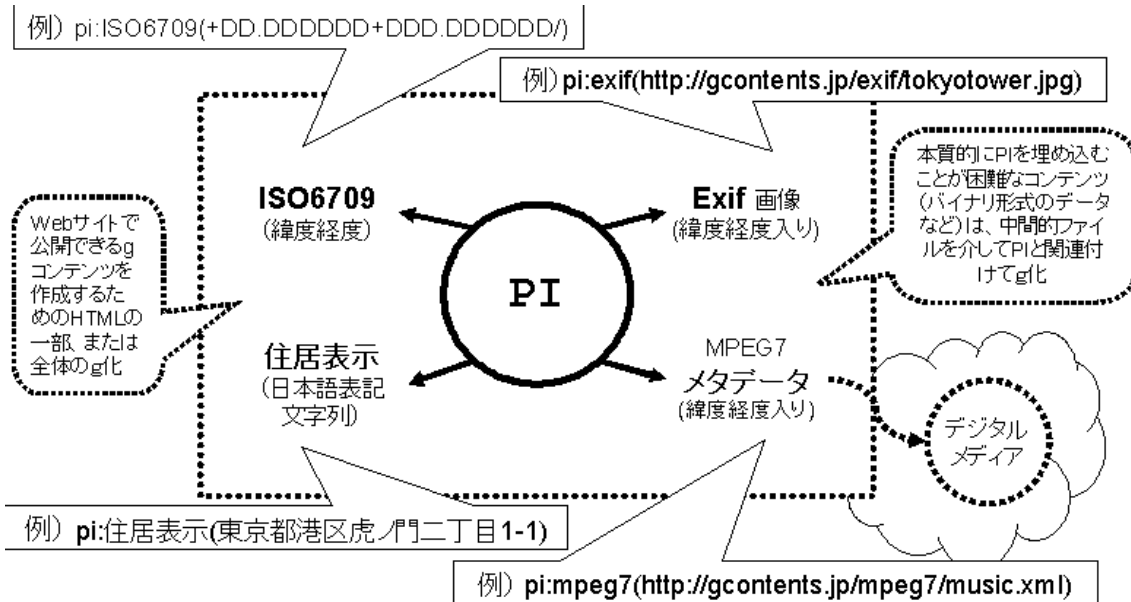 例）pi:ISO6709(+DD.DDDDDD+DDD.DDDDDD/)
例）pi:exif(http://gcontents.jp/exif/tokyotower.jpg)
ISO6709
（緯度経度）
Exif 画像
（緯度経度入り）
本質的にPIを埋め込む
ことが困難なコンテンツ
（バイナリ形式のデータ
など）は、中間的ファイ
ルを介してPIと関連付
けてg化
Webサイトで
公開できるg
コンテンツを
作成するた
めのHTMLの
一部、または
全体のg化
PI
住居表示
（日本語表記
文字列）
MPEG7
メタデータ
（緯度経度入り）
デジタル
メディア
例）pi:住居表示(東京都港区虎ノ門二丁目1-1)
例）pi:mpeg7(http://gcontents.jp/mpeg7/music.xml)